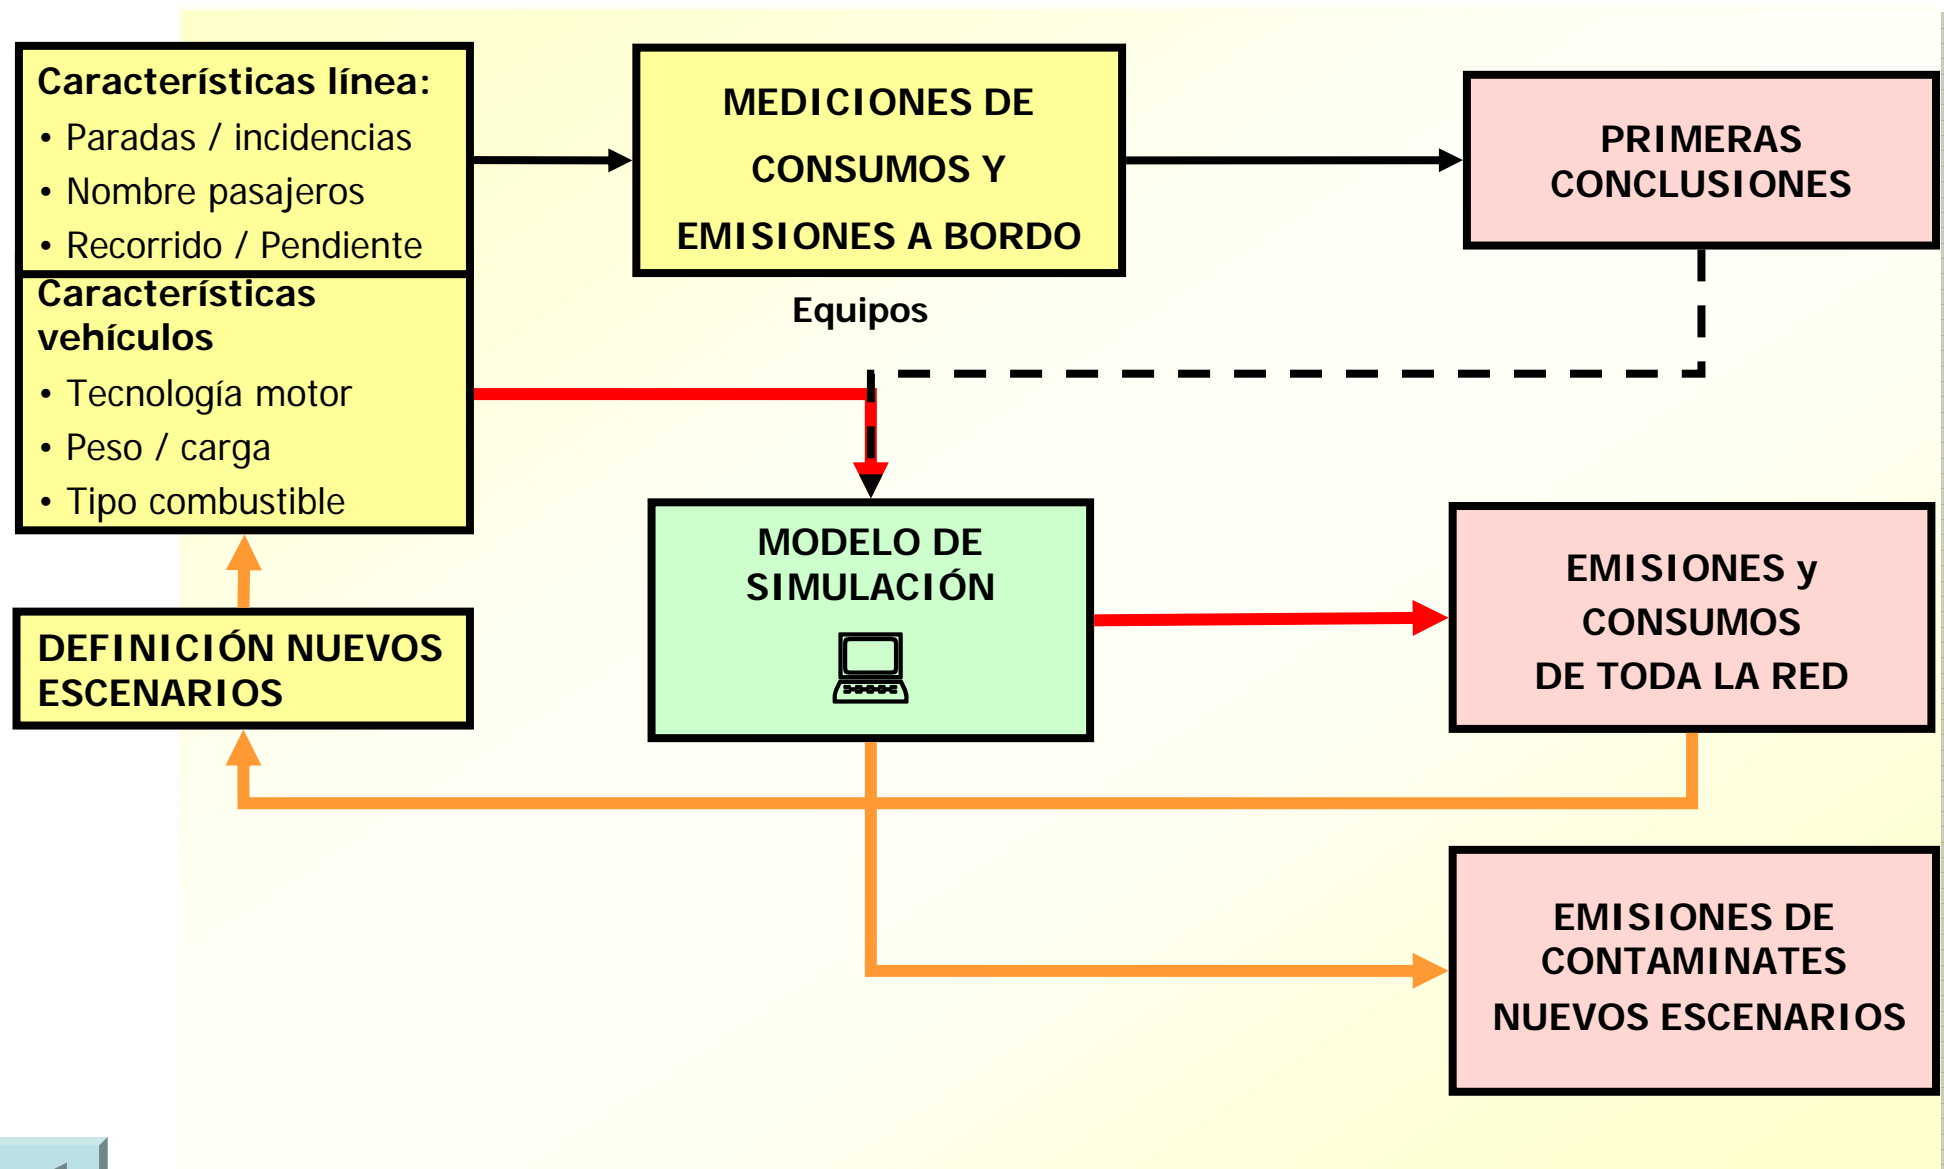 Características línea:
• Paradas / incidencias
• Nombre pasajeros
• Recorrido / Pendiente
Características
vehículos
• Tecnología motor
• Peso / carga
• Tipo combustible
MEDICIONES DE
CONSUMOS Y
EMISIONES A BORDO
Equipos
PRIMERAS
CONCLUSIONES
MODELO DE
SIMULACIÓN
EMISIONES y
CONSUMOS
DE TODA LA RED
DEFINICIÓN NUEVOS
ESCENARIOS
EMISIONES DE
CONTAMINATES
NUEVOS ESCENARIOS